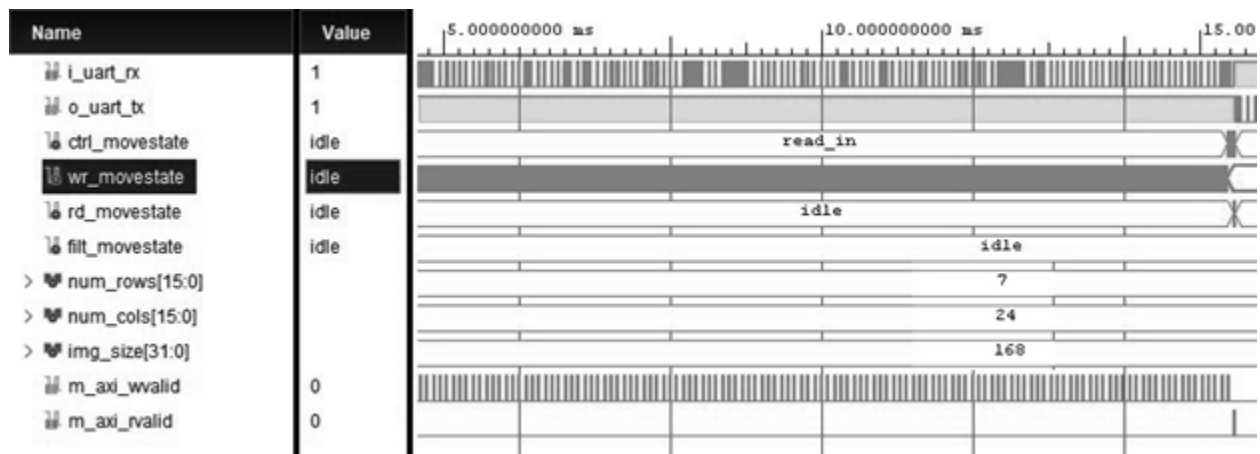 Name Value 5.000000000 ms 10.000000000 ms 15.00
i_uart_rx 1
o_uart_tx 1
ctrl_movestate idle read_in
wr_movestate idle
rd_movestate idle idle
filt_movestate idle idle
> num_rows[15:0] 7
> num_cols[15:0] 24
> img_size[31:0] 168
m_axi_wvalid 0
m_axi_rvalid 0